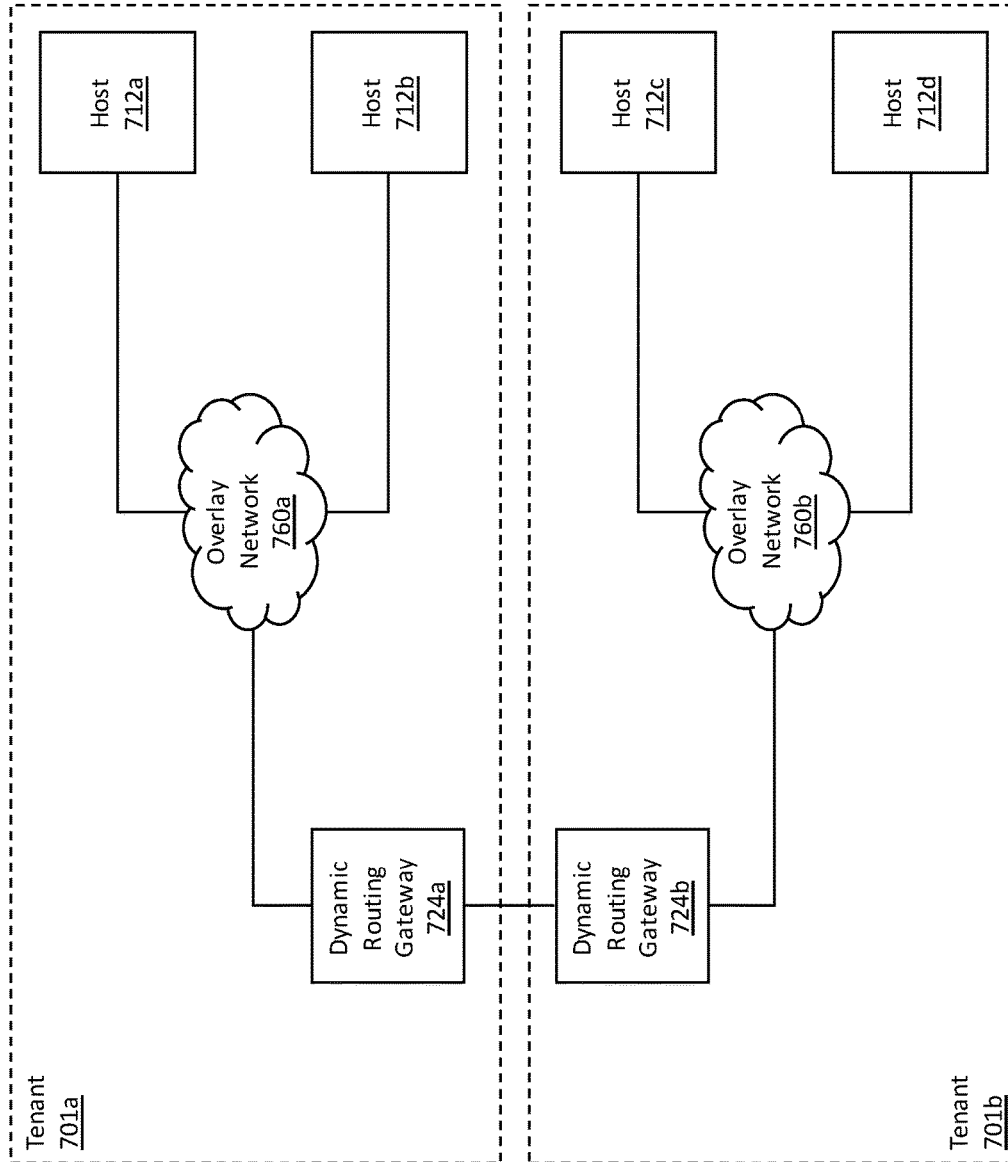 Tenant
701a
Dynamic
Routing
Gateway
724a
Overlay
Network
760a
Host
712a
Host
712b
Tenant
701b
Dynamic
Routing
Gateway
724b
Overlay
Network
760b
Host
712c
Host
712d